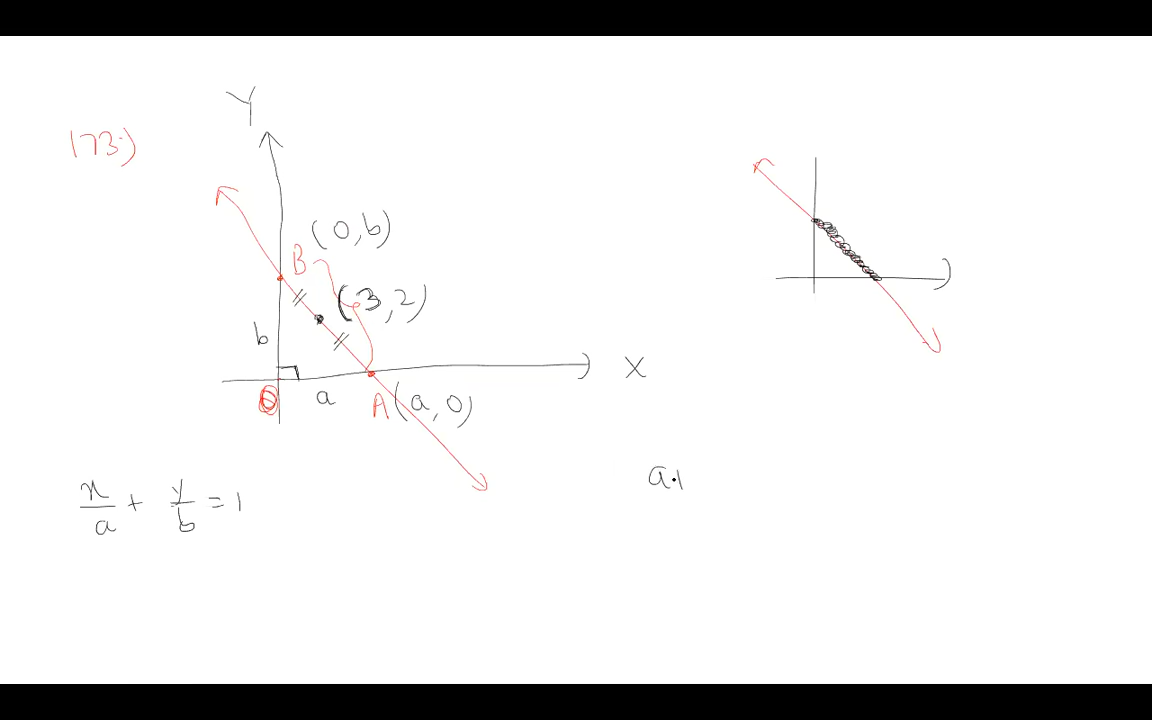 Y
173:)
(0,b)
B
(-3,2)
b
X
O
a
A(a,0)
a+
x/a + y/b = 1